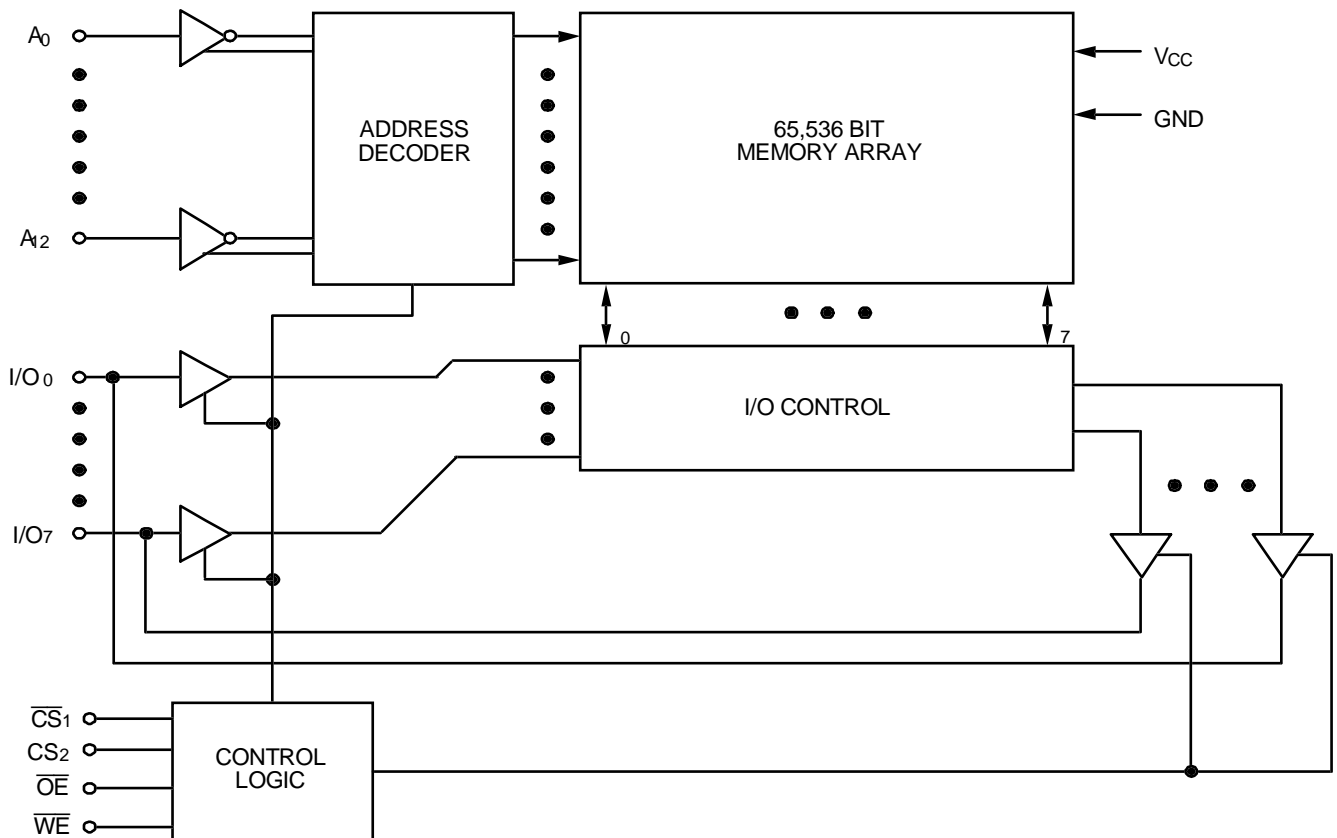 A0
VCC
GND
ADDRESS
DECODER
65,536 BIT
MEMORY ARRAY
A12
0
7
I/O 0
I/O CONTROL
I/O7
CS1
CS2
OE
WE
CONTROL
LOGIC